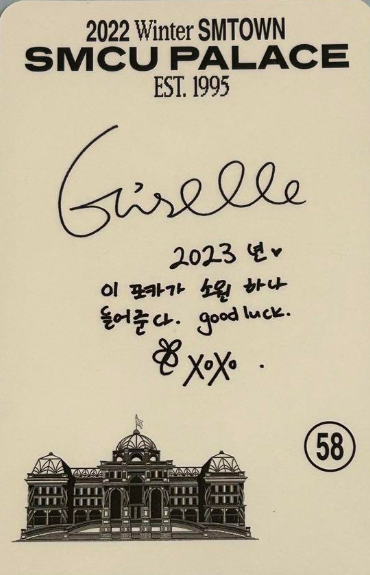 2022 Winter SMTOWN
SMCU PALACE
EST. 1995
Giselle
2023 년♥
이 포카가 소원 하나
들어준다. good luck.
XoXo .
58